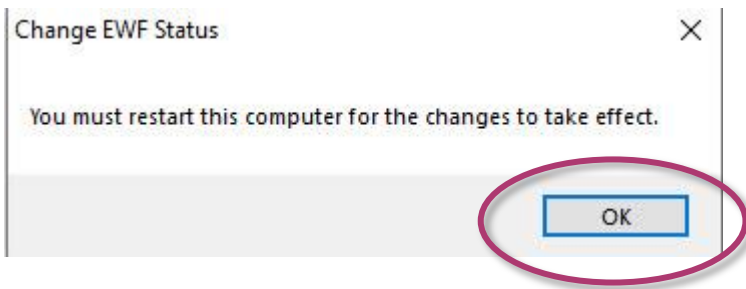 Change EWF Status
You must restart this computer for the changes to take effect.
OK